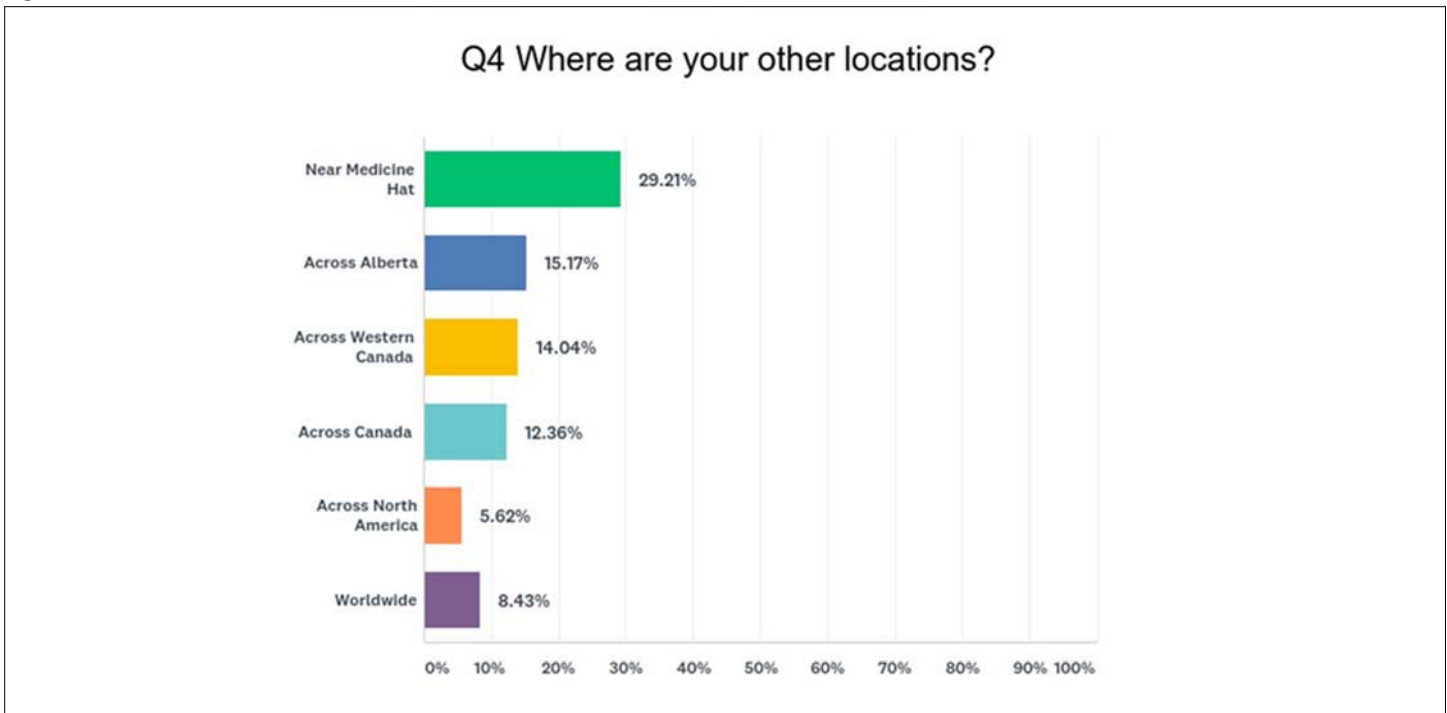 Q4 Where are your other locations?
Near Medicine
Hat
29.21%
Across Alberta
15.17%
Across Western
Canada
14.04%
Across Canada
12.36%
Across North
America
5.62%
Worldwide
8.43%
0% 10% 20% 30% 40% 50% 60% 70% 80% 90% 100%